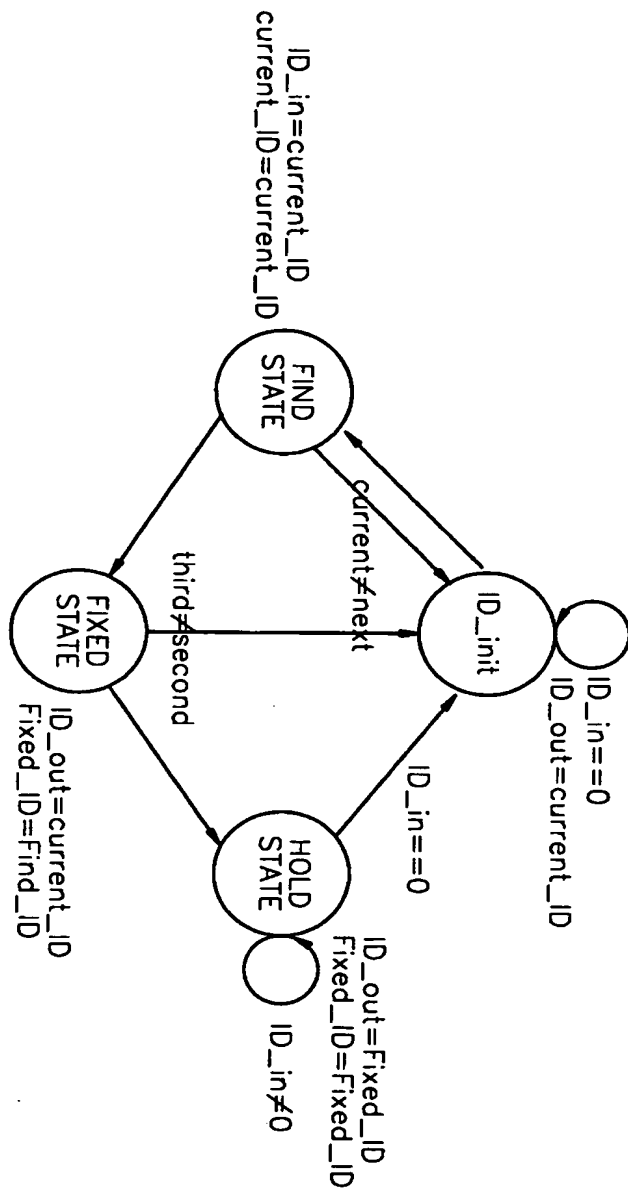 ID_in==0
ID_out=current_ID
ID_init
current≠next
ID_in==0
ID_in=current_ID
current_ID=current_ID
FIND
STATE
HOLD
STATE
ID_out=Fixed_ID
Fixed_ID=Fixed_ID
ID_in≠0
third≠second
FIXED
STATE
ID_out=current_ID
Fixed_ID=Find_ID